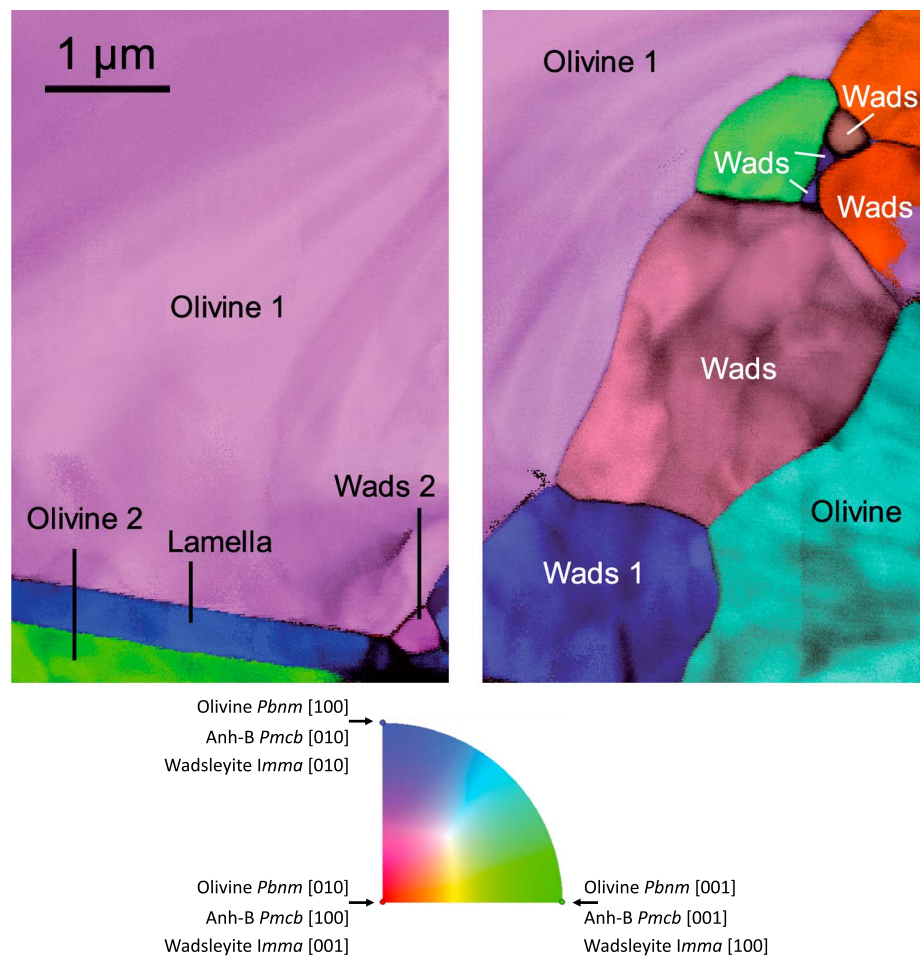 1 µm
Olivine 1
Olivine 2
Lamella
Wads 2
Olivine 1
Wads
Wads
Wads
Wads
Olivine
Wads 1
Olivine Pbnm [100]
Anh-B Pmcb [010]
Wadsleyite Imma [010]
Olivine Pbnm [010]
Anh-B Pmcb [100]
Wadsleyite Imma [001]
Olivine Pbnm [001]
Anh-B Pmcb [001]
Wadsleyite Imma [100]